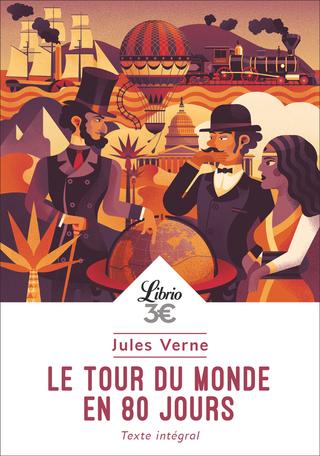 Librio
3€
Jules Verne
LE TOUR DU MONDE
EN 80 JOURS
Texte intégral